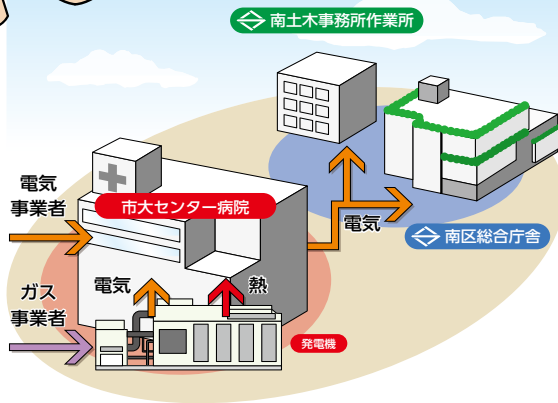 南土木事務所作業所
電気
事業者
市大センター病院
電気
南区総合庁舎
ガス
事業者
電気
熱
発電機